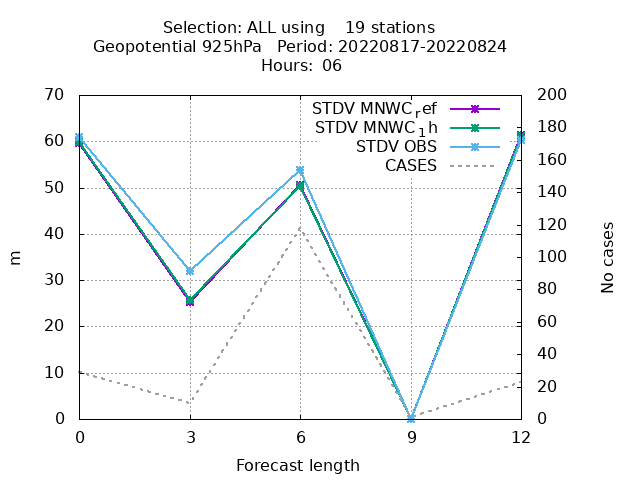 Selection: ALL using    19 stations
Geopotential 925hPa   Period: 20220817-20220824
Hours: 06
70
60
50
40
30
20
10
0
m
STDV MNWCref
STDV MNWC1h
STDV OBS
CASES
200
180
160
140
120
100
80
60
40
20
0
No cases
0 3 6 9 12
Forecast length